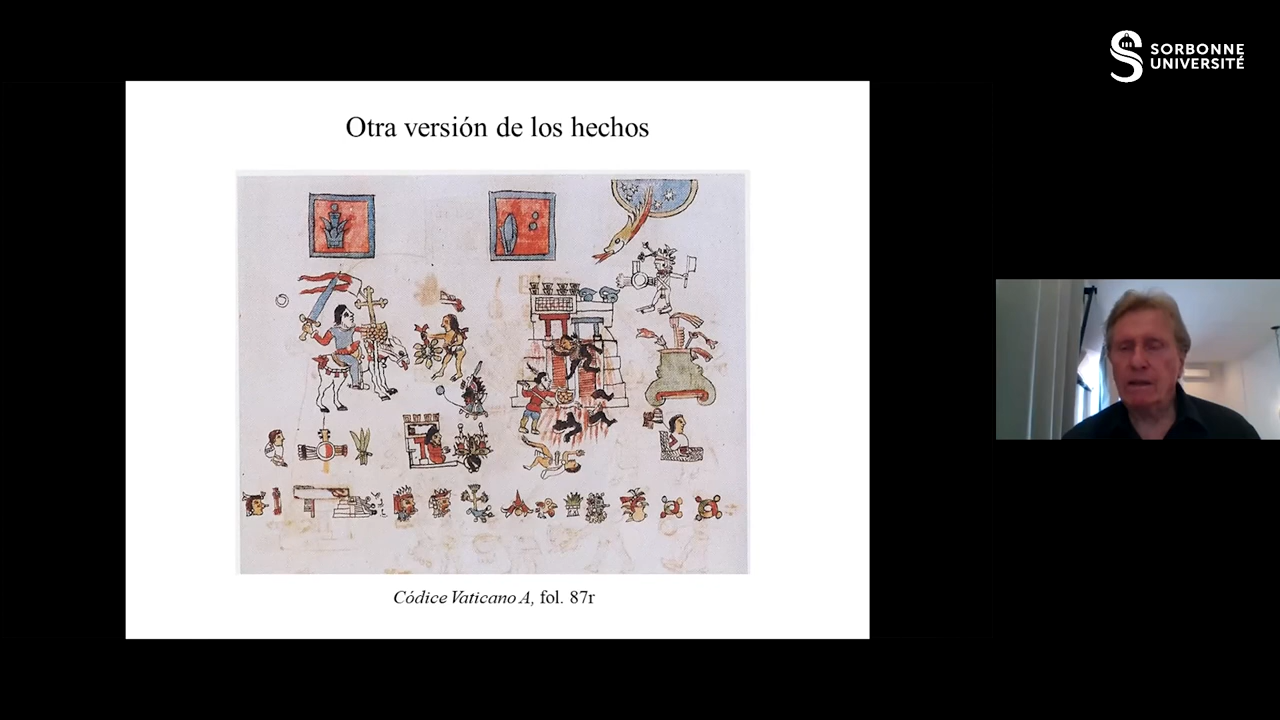 SORBONNE
UNIVERSITÉ
Otra versión de los hechos
Códice Vaticano A, fol. 87r